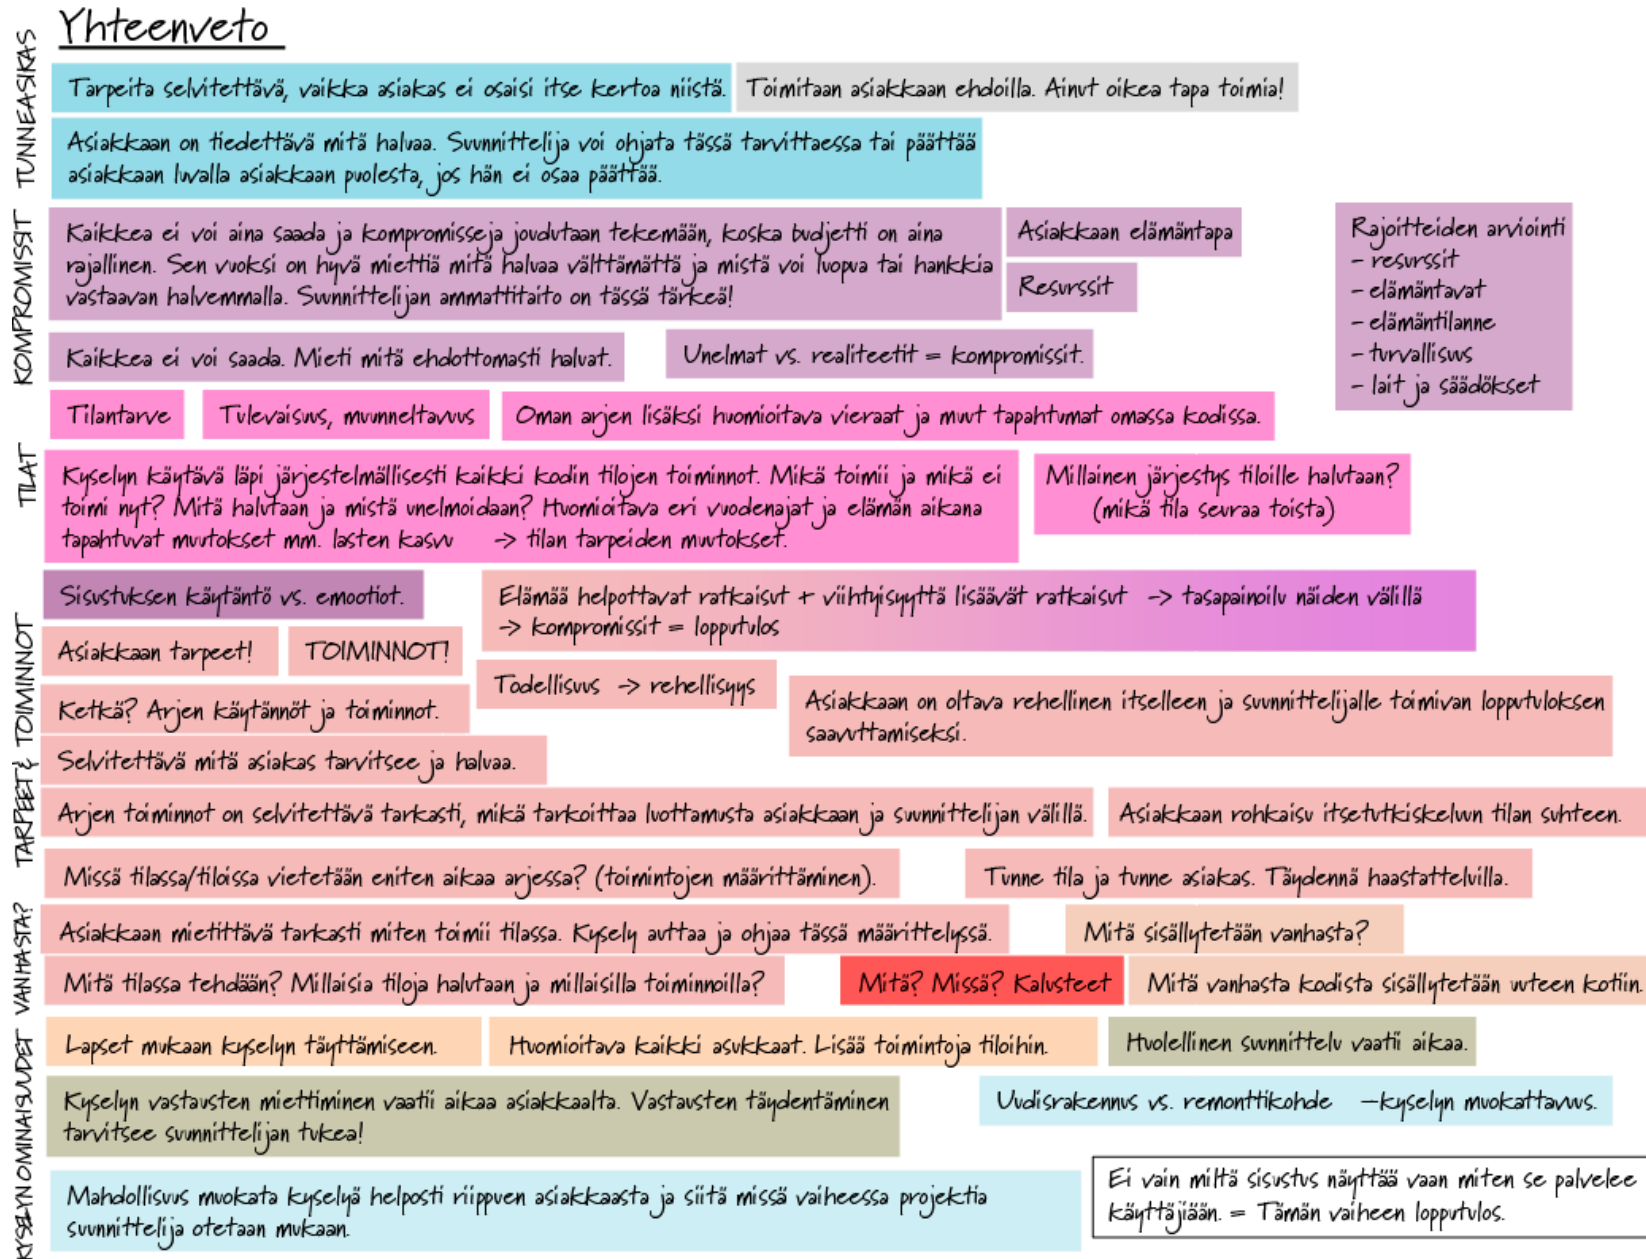 Yhteenveto
TUNNEASIKAS
Tarpeita selvitettävä, vaikka asiakas ei osaisi itse kertoa niistä.
Toimitaan asiakkaan ehdoilla. Ainut oikea tapa toimia!
Asiakkaan on tiedettävä mitä haluaa. Suunnittelija voi ohjata tässä tarvittaessa tai päättää
asiakkaan luvalla asiakkaan puolesta, jos hän ei osaa päättää.
KOMPROMISSIT
Kaikkea ei voi aina saada ja kompromisseja joudutaan tekemään, koska budjetti on aina
rajallinen. Sen vuoksi on hyvä miettiä mitä haluaa välttämättä ja mistä voi luopua tai hankkia
vastaavan halvemmalla. Suunnittelijan ammattitaito on tässä tärkeä!
Asiakkaan elämäntapa
Resurssit
Rajoitteiden arviointi
- resurssit
- elämäntavat
- elämäntilanne
- turvallisuus
- lait ja säädökset
Kaikkea ei voi saada. Mieti mitä ehdottomasti haluat.
Unelmat vs. realiteetit = kompromissit.
TILAT
Tilantarve
Tulevaisuus, muunneltavuus
Oman arjen lisäksi huomioitava vieraat ja muut tapahtumat omassa kodissa.
Kyselyn käytävä läpi järjestelmällisesti kaikki kodin tilojen toiminnot. Mikä toimii ja mikä ei
toimi nyt? Mitä halutaan ja mistä unelmoidaan? Huomioitava eri vuodenajat ja elämän aikana
tapahtuvat muutokset mm. lasten kasvu -> tilan tarpeiden muutokset.
Millainen järjestys tiloille halutaan?
(mikä tila seuraa toista)
TARPEET & TOIMINNOT
Sisustuksen käytäntö vs. emootiot.
Elämää helpottavat ratkaisut + viihtyisyyttä lisäävät ratkaisut -> tasapainoilu näiden välillä
-> kompromissit = lopputulos
Asiakkaan tarpeet!
TOIMINNOT!
Todellisuus -> rehellisyys
Ketkä? Arjen käytännöt ja toiminnot.
Asiakkaan on oltava rehellinen itselleen ja suunnittelijalle toimivan lopputuloksen
saavuttamiseksi.
Selvitettävä mitä asiakas tarvitsee ja haluaa.
Arjen toiminnot on selvitettävä tarkasti, mikä tarkoittaa luottamusta asiakkaan ja suunnittelijan välillä.
Asiakkaan rohkaisu itsetutkiskeluun tilan suhteen.
Missä tilassa/tiloissa vietetään eniten aikaa arjessa? (toimintojen määrittäminen).
Tunne tila ja tunne asiakas. Täydennä haastatteluilla.
VANHASTA?
Asiakkaan mietittävä tarkasti miten toimii tilassa. Kysely auttaa ja ohjaa tässä määrittelyssä.
Mitä sisällytetään vanhasta?
Mitä tilassa tehdään? Millaisia tiloja halutaan ja millaisilla toiminnoilla?
Mitä? Missä? Kalusteet
Mitä vanhasta kodista sisällytetään uuteen kotiin.
KYSELYN OMINAISUUDET
Lapset mukaan kyselyn täyttämiseen.
Huomioitava kaikki asukkaat. Lisää toimintoja tiloihin.
Huolellinen suunnittelu vaatii aikaa.
Kyselyn vastausten miettiminen vaatii aikaa asiakkaalta. Vastausten täydentäminen
tarvitsee suunnittelijan tukea!
Uudisrakennus vs. remonttikohde -kyselyn muokattavuus.
Mahdollisuus muokata kyselyä helposti riippuen asiakkaasta ja siitä missä vaiheessa projektia
suunnittelija otetaan mukaan.
Ei vain miltä sisustus näyttää vaan miten se palvelee
käyttäjiään. = Tämän vaiheen lopputulos.